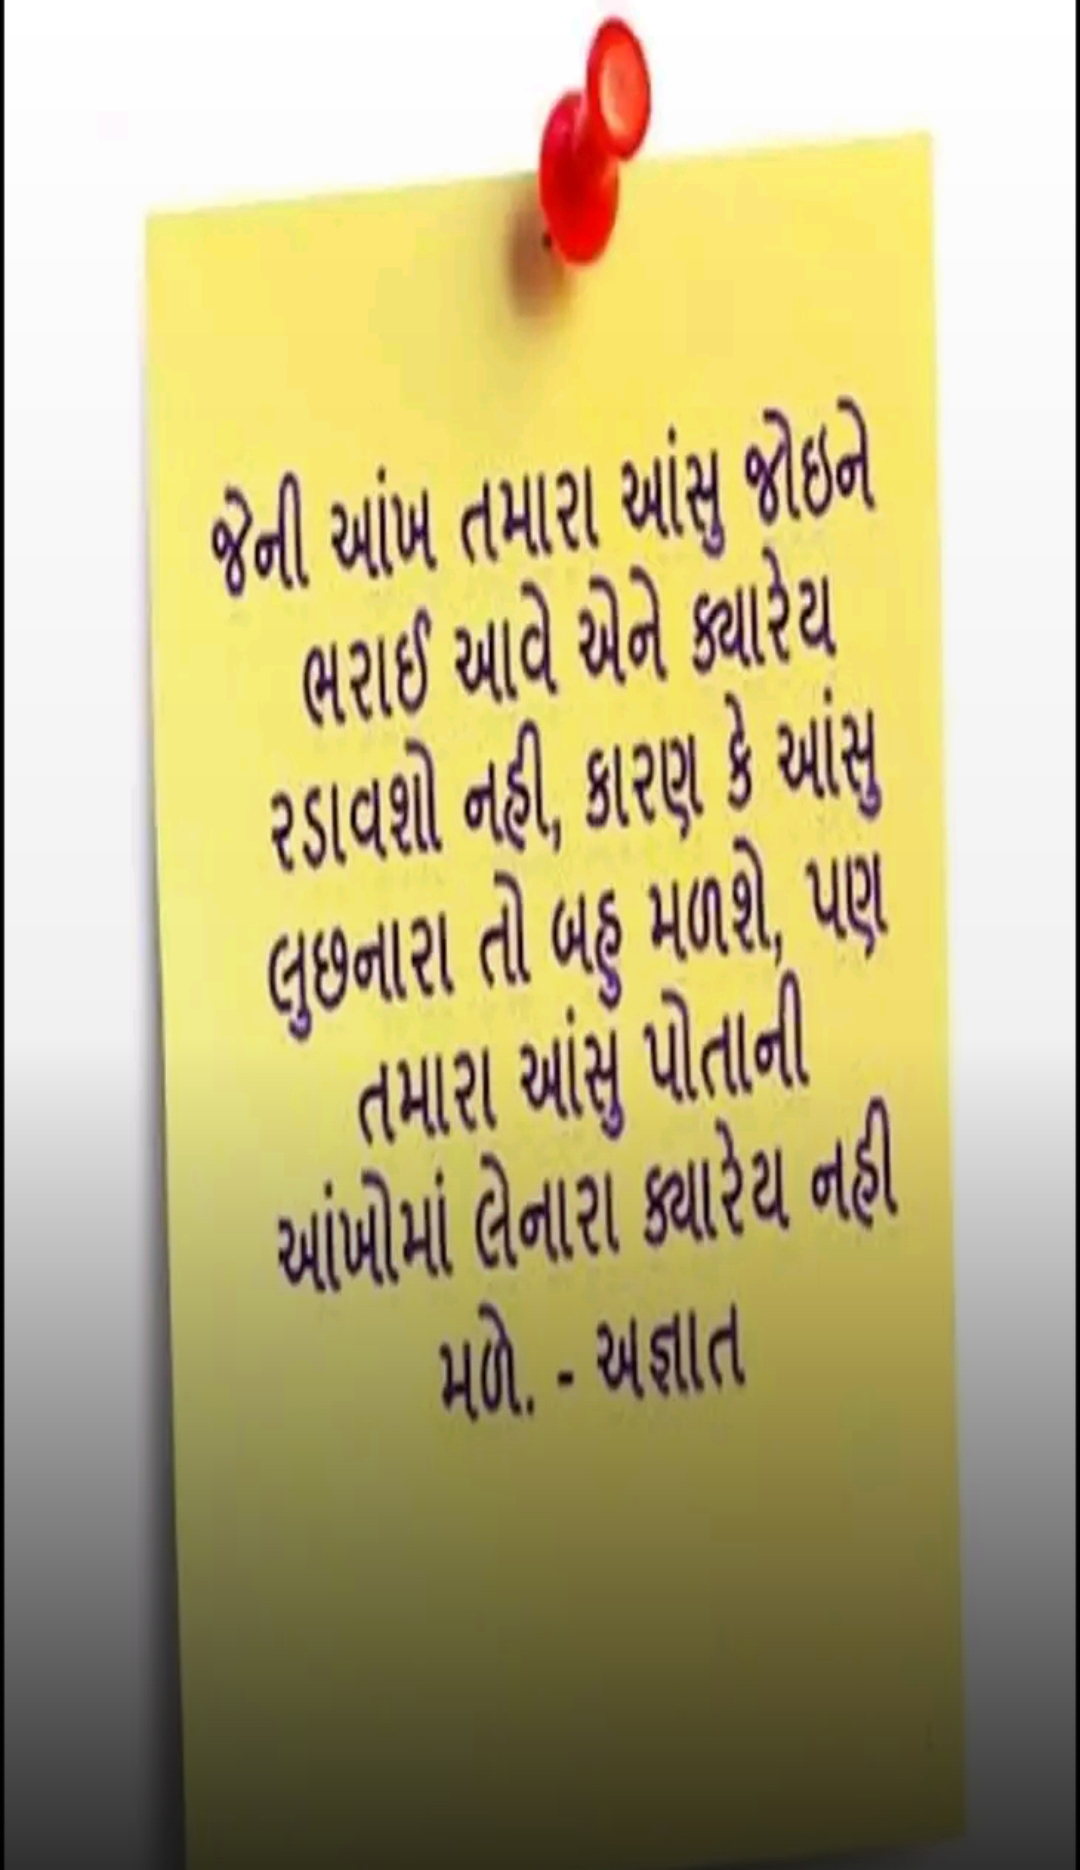 જેની આંખ તમારા આંસુ જોઇને
ભરાઈ આવે એને ક્યારેય
રડાવશો નહી, કારણ કે આંસુ
લુછનારા તો બહુ મળશે, પણ
તમારા આંસુ પોતાની
આંખોમાં લેનારા ક્યારેય નહી
મળે. - અજ્ઞાત